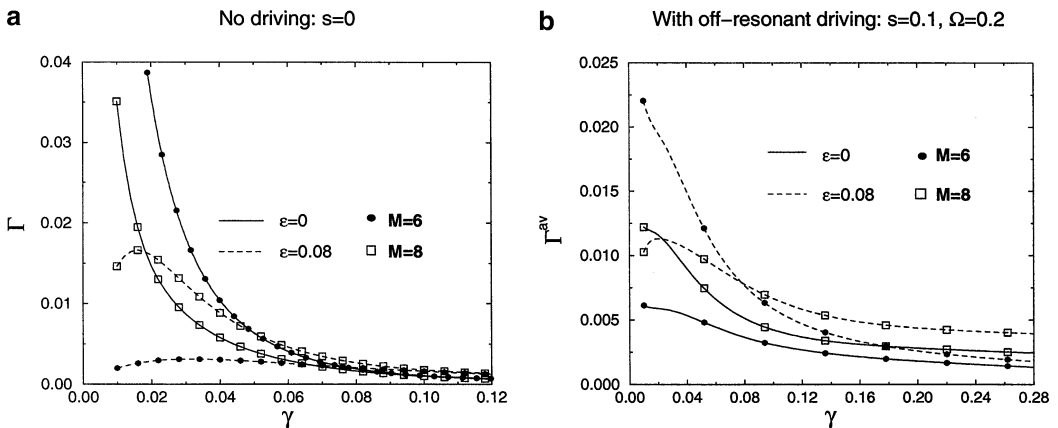 a
No driving: s=0
0.04
0.03
0.02
0.01
0.00
Γ
ε=0
M=6
ε=0.08
M=8
0.00 0.02 0.04 0.06 0.08 0.10 0.12
γ
b
With off−resonant driving: s=0.1, Ω=0.2
0.025
0.020
0.015
0.010
0.005
0.000
Γav
ε=0
M=6
ε=0.08
M=8
0.00 0.04 0.08 0.12 0.16 0.20 0.24 0.28
γ